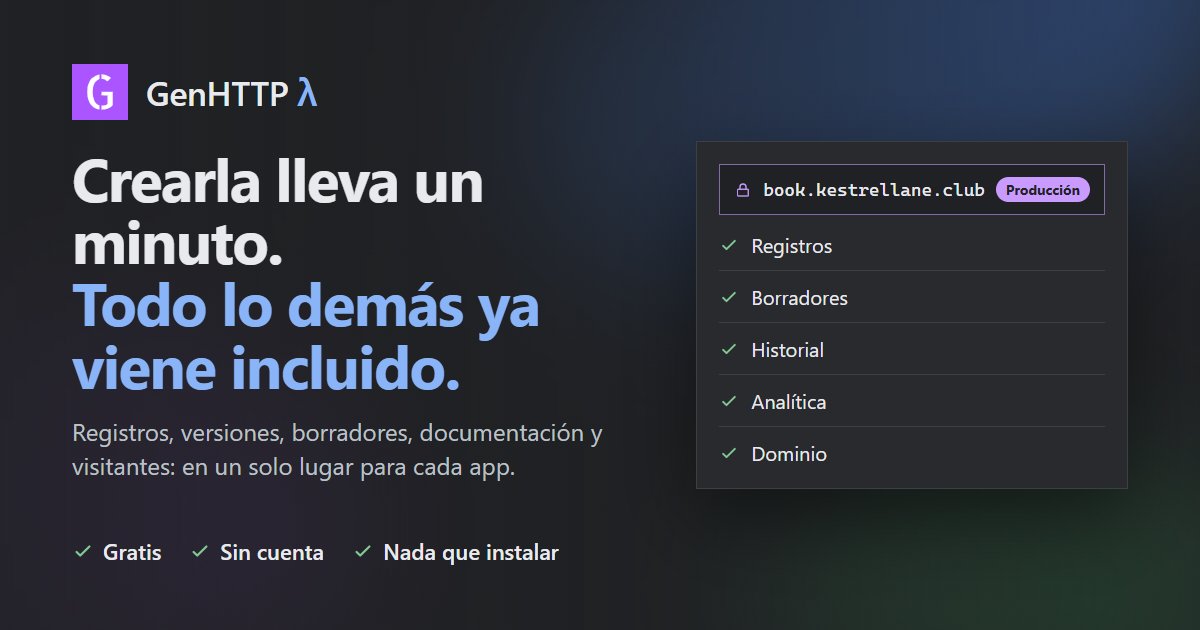 GenHTTP λ
Crearla lleva un
minuto.
Todo lo demás ya
viene incluido.
Registros, versiones, borradores, documentación y
visitantes: en un solo lugar para cada app.
Gratis
Sin cuenta
Nada que instalar
book.kestrellane.club
Producción
Registros
Borradores
Historial
Analítica
Dominio